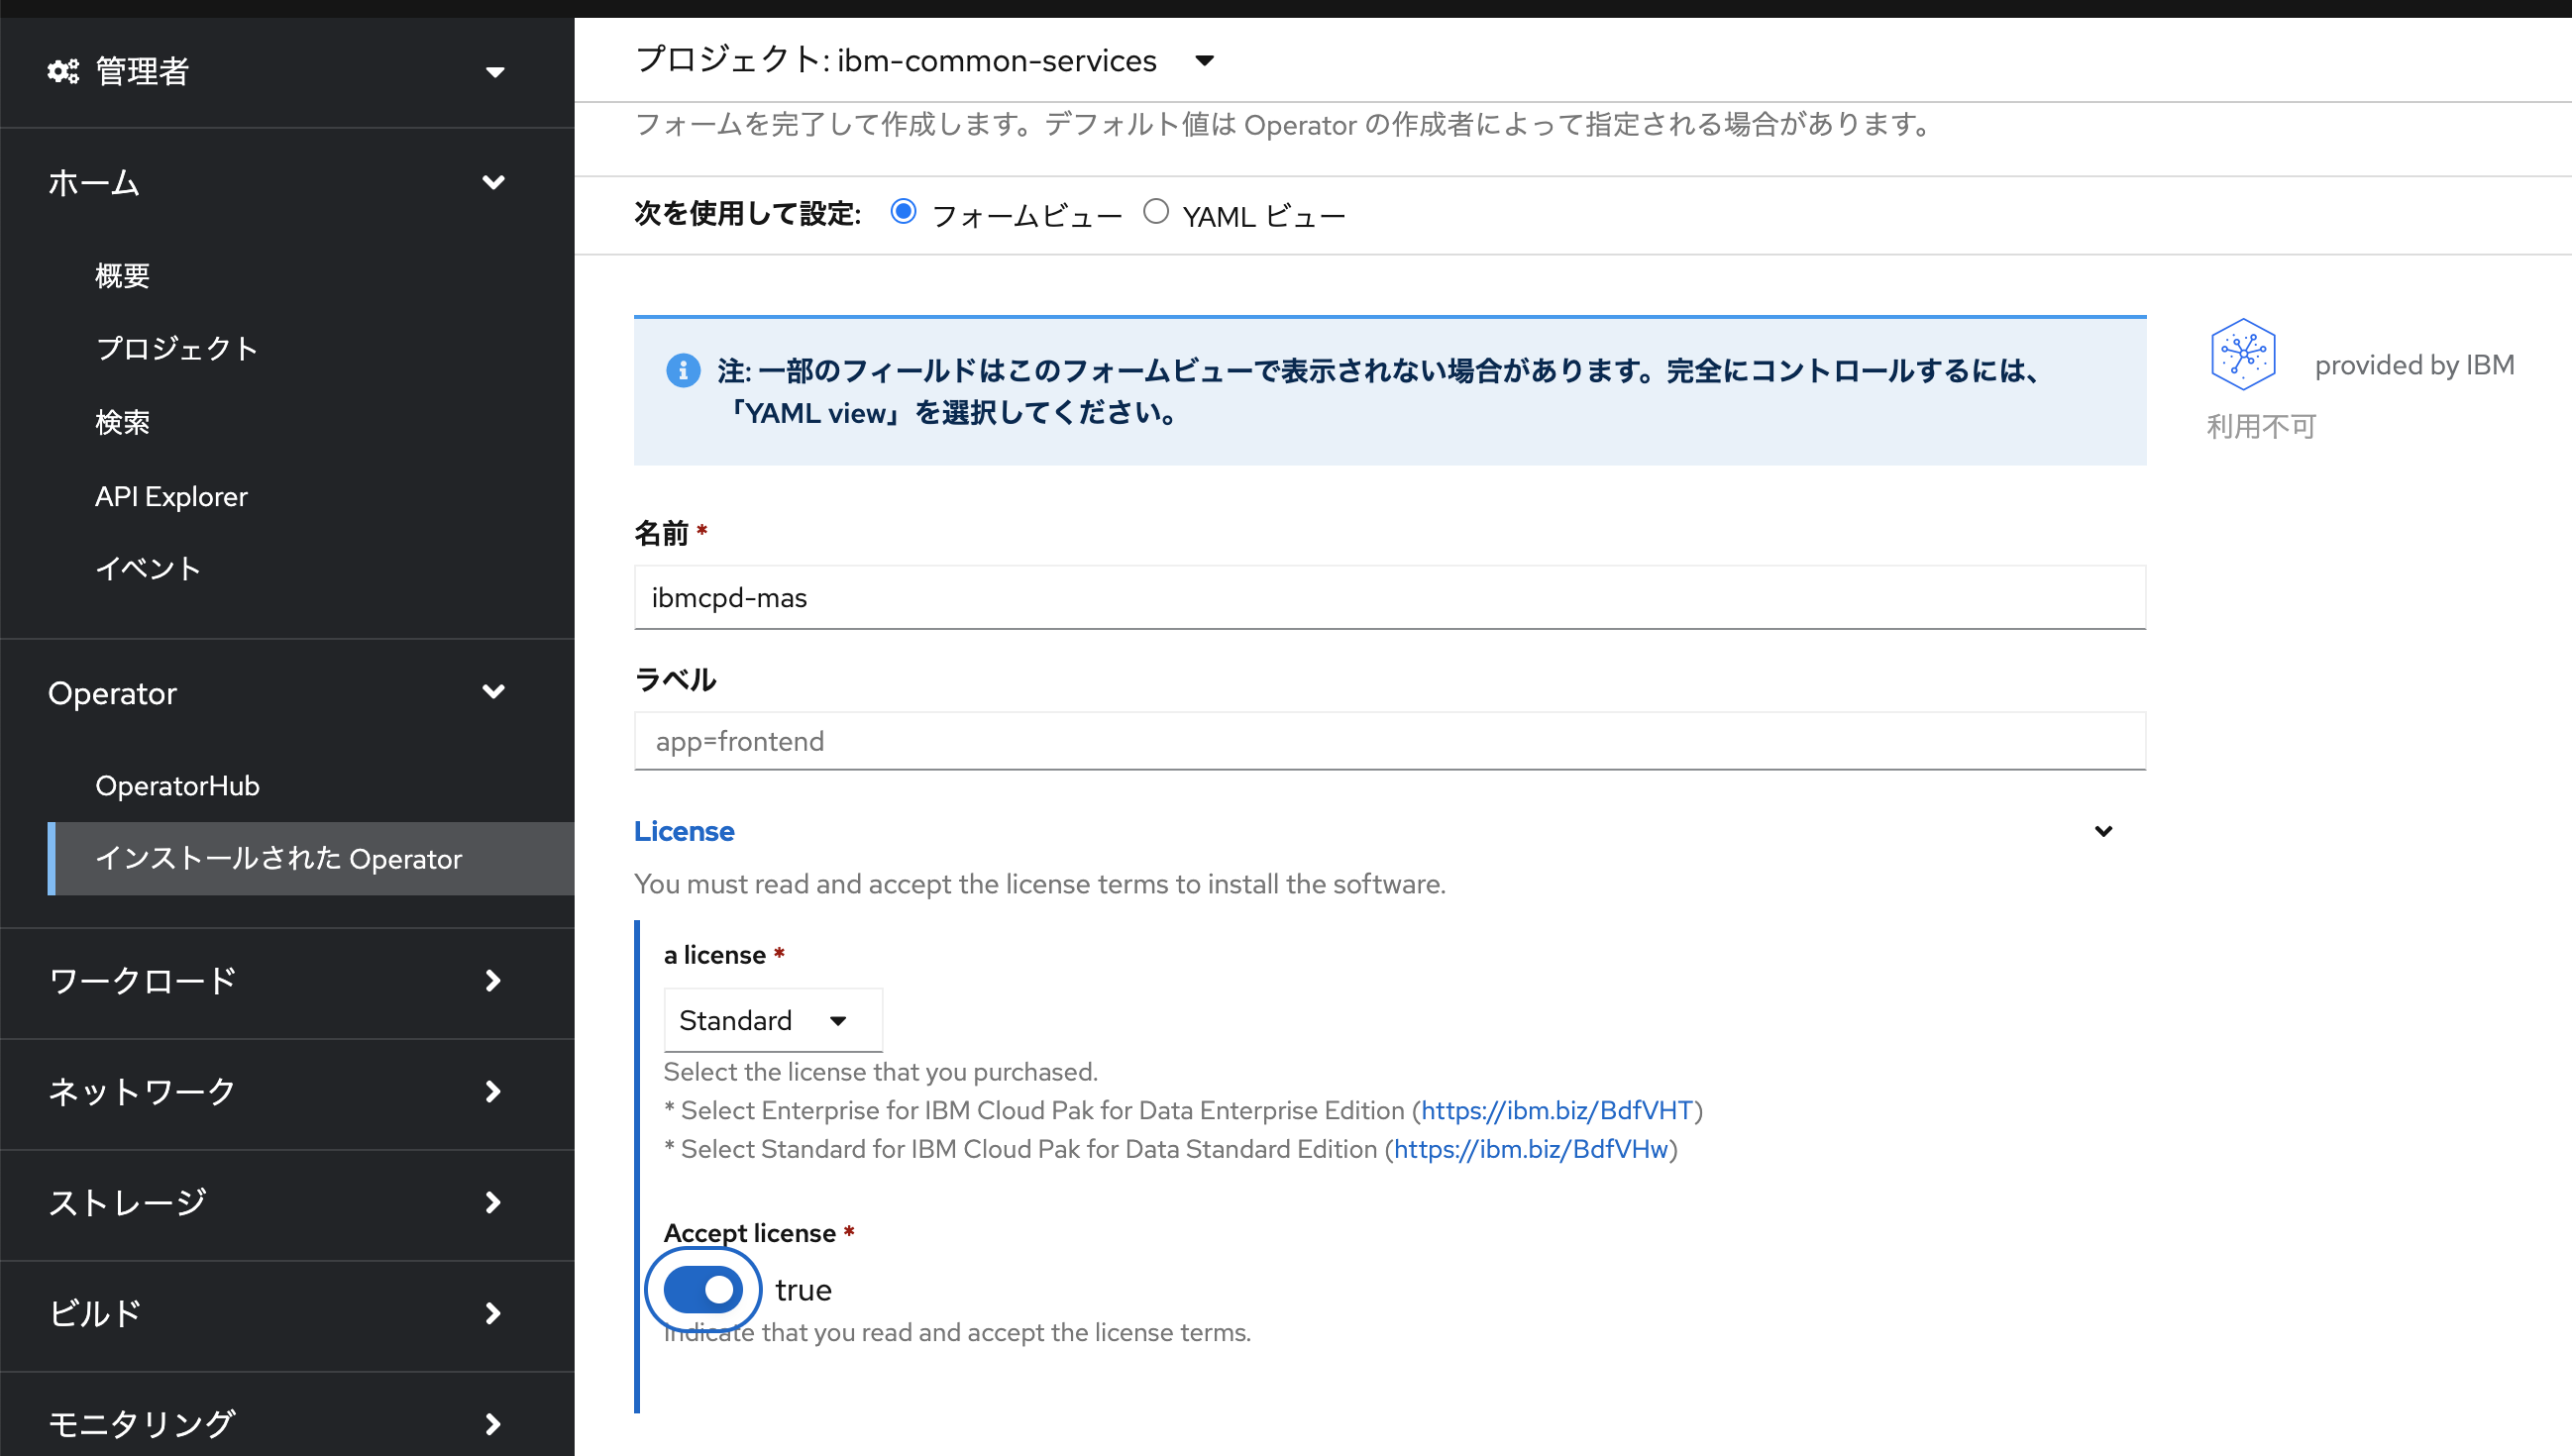 管理者
ホーム
概要
プロジェクト
検索
API Explorer
イベント
Operator
OperatorHub
インストールされた Operator
ワークロード
ネットワーク
ストレージ
ビルド
モニタリング
プロジェクト: ibm-common-services
フォームを完了して作成します。デフォルト値は Operator の作成者によって指定される場合があります。
次を使用して設定: フォームビュー YAML ビュー
注: 一部のフィールドはこのフォームビューで表示されない場合があります。完全にコントロールするには、
「YAML view」を選択してください。
provided by IBM
利用不可
名前 *
ibmcpd-mas
ラベル
app=frontend
License
You must read and accept the license terms to install the software.
a license *
Standard
Select the license that you purchased.
* Select Enterprise for IBM Cloud Pak for Data Enterprise Edition (https://ibm.biz/BdfVHT)
* Select Standard for IBM Cloud Pak for Data Standard Edition (https://ibm.biz/BdfVHw)
Accept license *
true
Indicate that you read and accept the license terms.